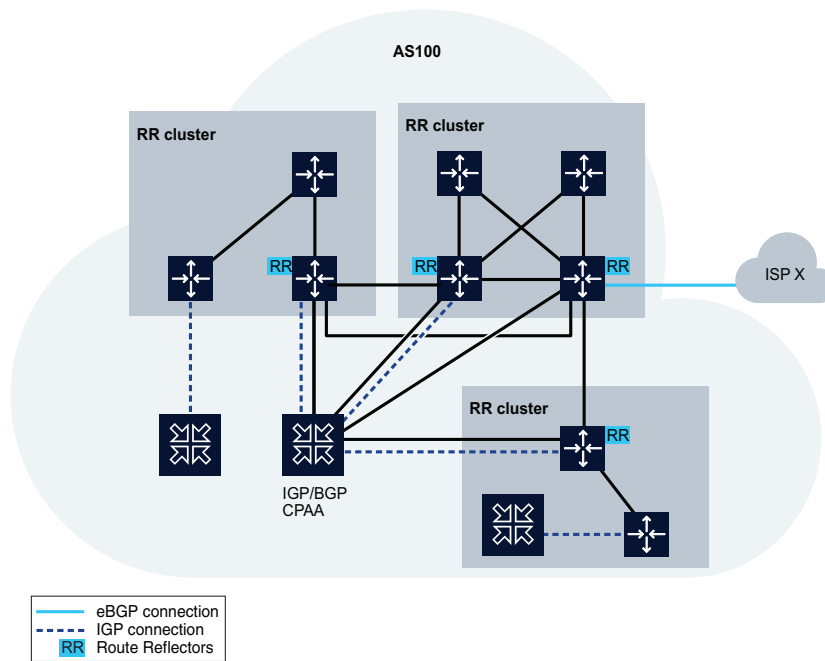 AS100
RR cluster
RR cluster
RR
RR
RR
ISP X
RR cluster
RR
IGP/BGP
CPAA
eBGP connection
IGP connection
RR Route Reflectors